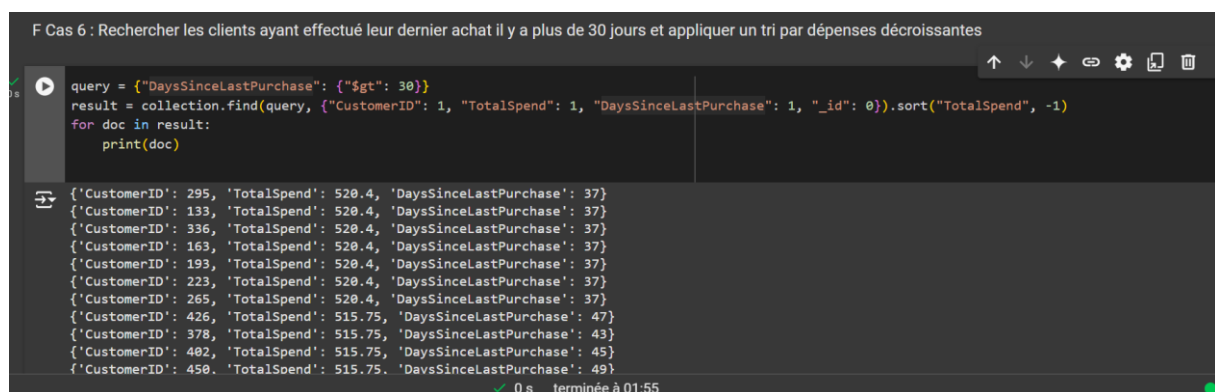 F Cas 6 : Rechercher les clients ayant effectué leur dernier achat il y a plus de 30 jours et appliquer un tri par dépenses décroissantes
0s
query = {"DaysSinceLastPurchase": {"$gt": 30}}
result = collection.find(query, {"CustomerID": 1, "TotalSpend": 1, "DaysSinceLastPurchase": 1, "_id": 0}).sort("TotalSpend", -1)
for doc in result:
    print(doc)
{'CustomerID': 295, 'TotalSpend': 520.4, 'DaysSinceLastPurchase': 37}
{'CustomerID': 133, 'TotalSpend': 520.4, 'DaysSinceLastPurchase': 37}
{'CustomerID': 336, 'TotalSpend': 520.4, 'DaysSinceLastPurchase': 37}
{'CustomerID': 163, 'TotalSpend': 520.4, 'DaysSinceLastPurchase': 37}
{'CustomerID': 193, 'TotalSpend': 520.4, 'DaysSinceLastPurchase': 37}
{'CustomerID': 223, 'TotalSpend': 520.4, 'DaysSinceLastPurchase': 37}
{'CustomerID': 265, 'TotalSpend': 520.4, 'DaysSinceLastPurchase': 37}
{'CustomerID': 426, 'TotalSpend': 515.75, 'DaysSinceLastPurchase': 47}
{'CustomerID': 378, 'TotalSpend': 515.75, 'DaysSinceLastPurchase': 43}
{'CustomerID': 402, 'TotalSpend': 515.75, 'DaysSinceLastPurchase': 45}
{'CustomerID': 450, 'TotalSpend': 515.75, 'DaysSinceLastPurchase': 49}
0 s terminée à 01:55